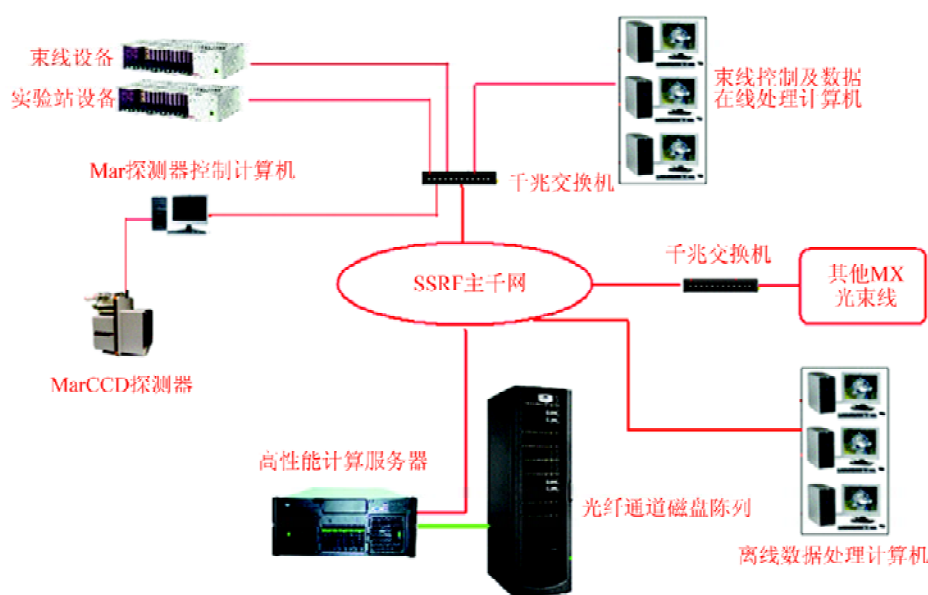 束线设备
实验站设备
束线控制及数据
在线处理计算机
Mar探测器控制计算机
千兆交换机
千兆交换机
SSRF主千网
其他MX
光束线
MarCCD探测器
高性能计算服务器
光纤通道磁盘陈列
离线数据处理计算机